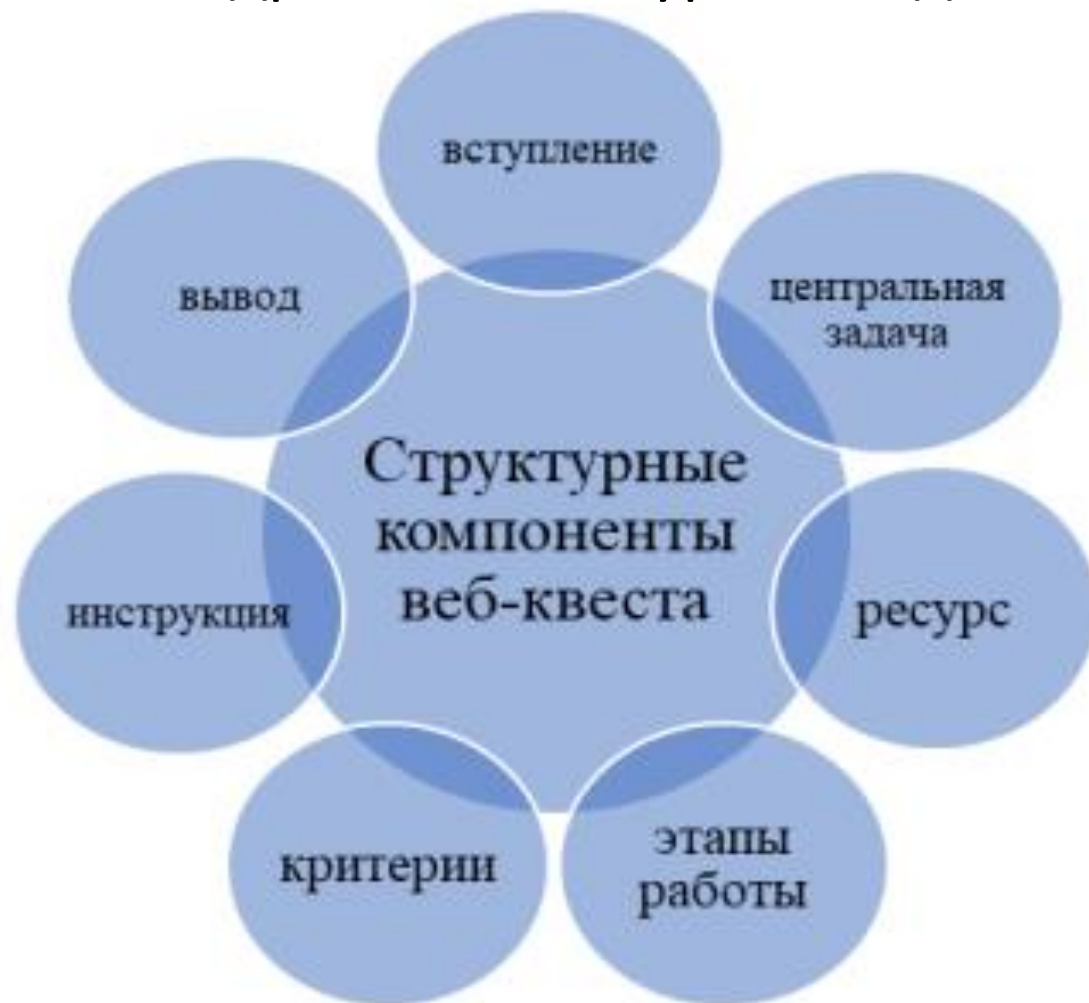 вступление
центральная
задача
ресурс
этапы
работы
критерии
инструкция
вывод
Структурные
компоненты
веб-квеста